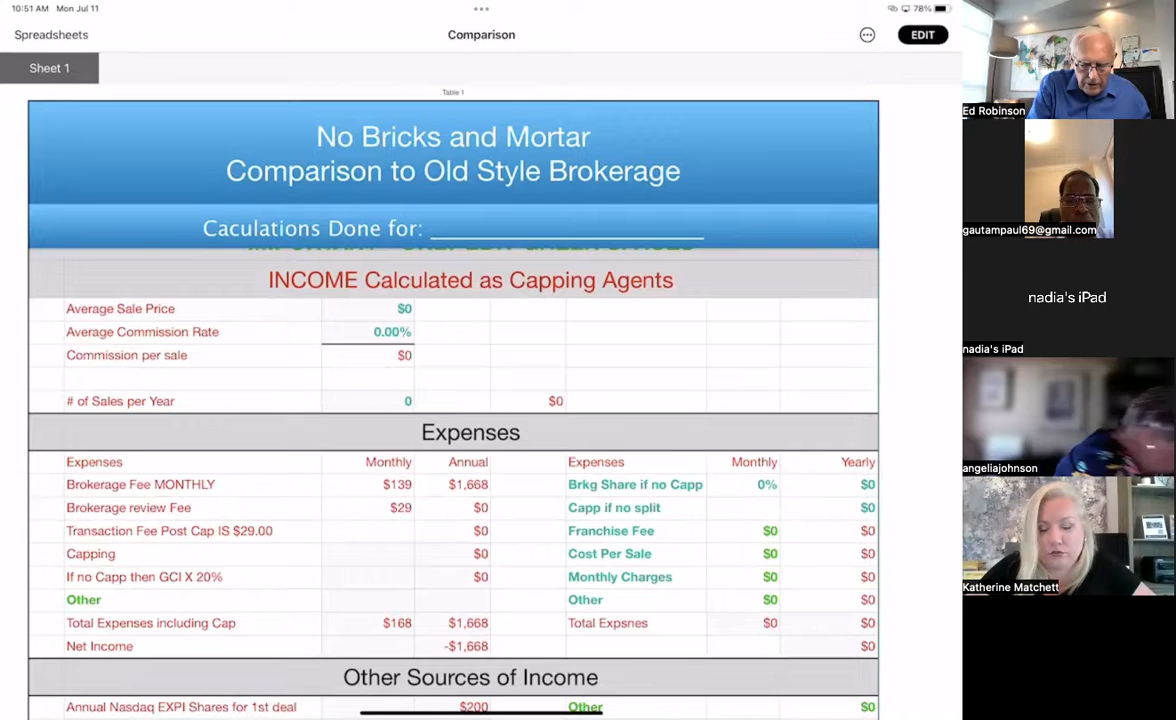 10:51 AM Mon Jul 11
78%
Spreadsheets
Comparison
EDIT
Sheet 1
Table 1
No Bricks and Mortar
Comparison to Old Style Brokerage
Caculations Done for:
INCOME Calculated as Capping Agents
Average Sale Price $0
Average Commission Rate 0.00%
Commission per sale $0
# of Sales per Year 0 $0
Expenses
Expenses Monthly Annual Expenses Monthly Yearly
Brokerage Fee MONTHLY $139 $1,668 Brkg Share if no Capp 0% $0
Brokerage review Fee $29 $0 Capp if no split $0
Transaction Fee Post Cap IS $29.00 $0 Franchise Fee $0 $0
Capping $0 Cost Per Sale $0 $0
If no Capp then GCI X 20% $0 Monthly Charges $0 $0
Other Other $0 $0
Total Expenses including Cap $168 $1,668 Total Expsnes $0 $0
Net Income -$1,668 $0
Other Sources of Income
Annual Nasdaq EXPI Shares for 1st deal $200 Other $0
Ed Robinson
gautampaul69@gmail.com
nadia's iPad
nadia's iPad
angeliajohnson
Katherine Matchett